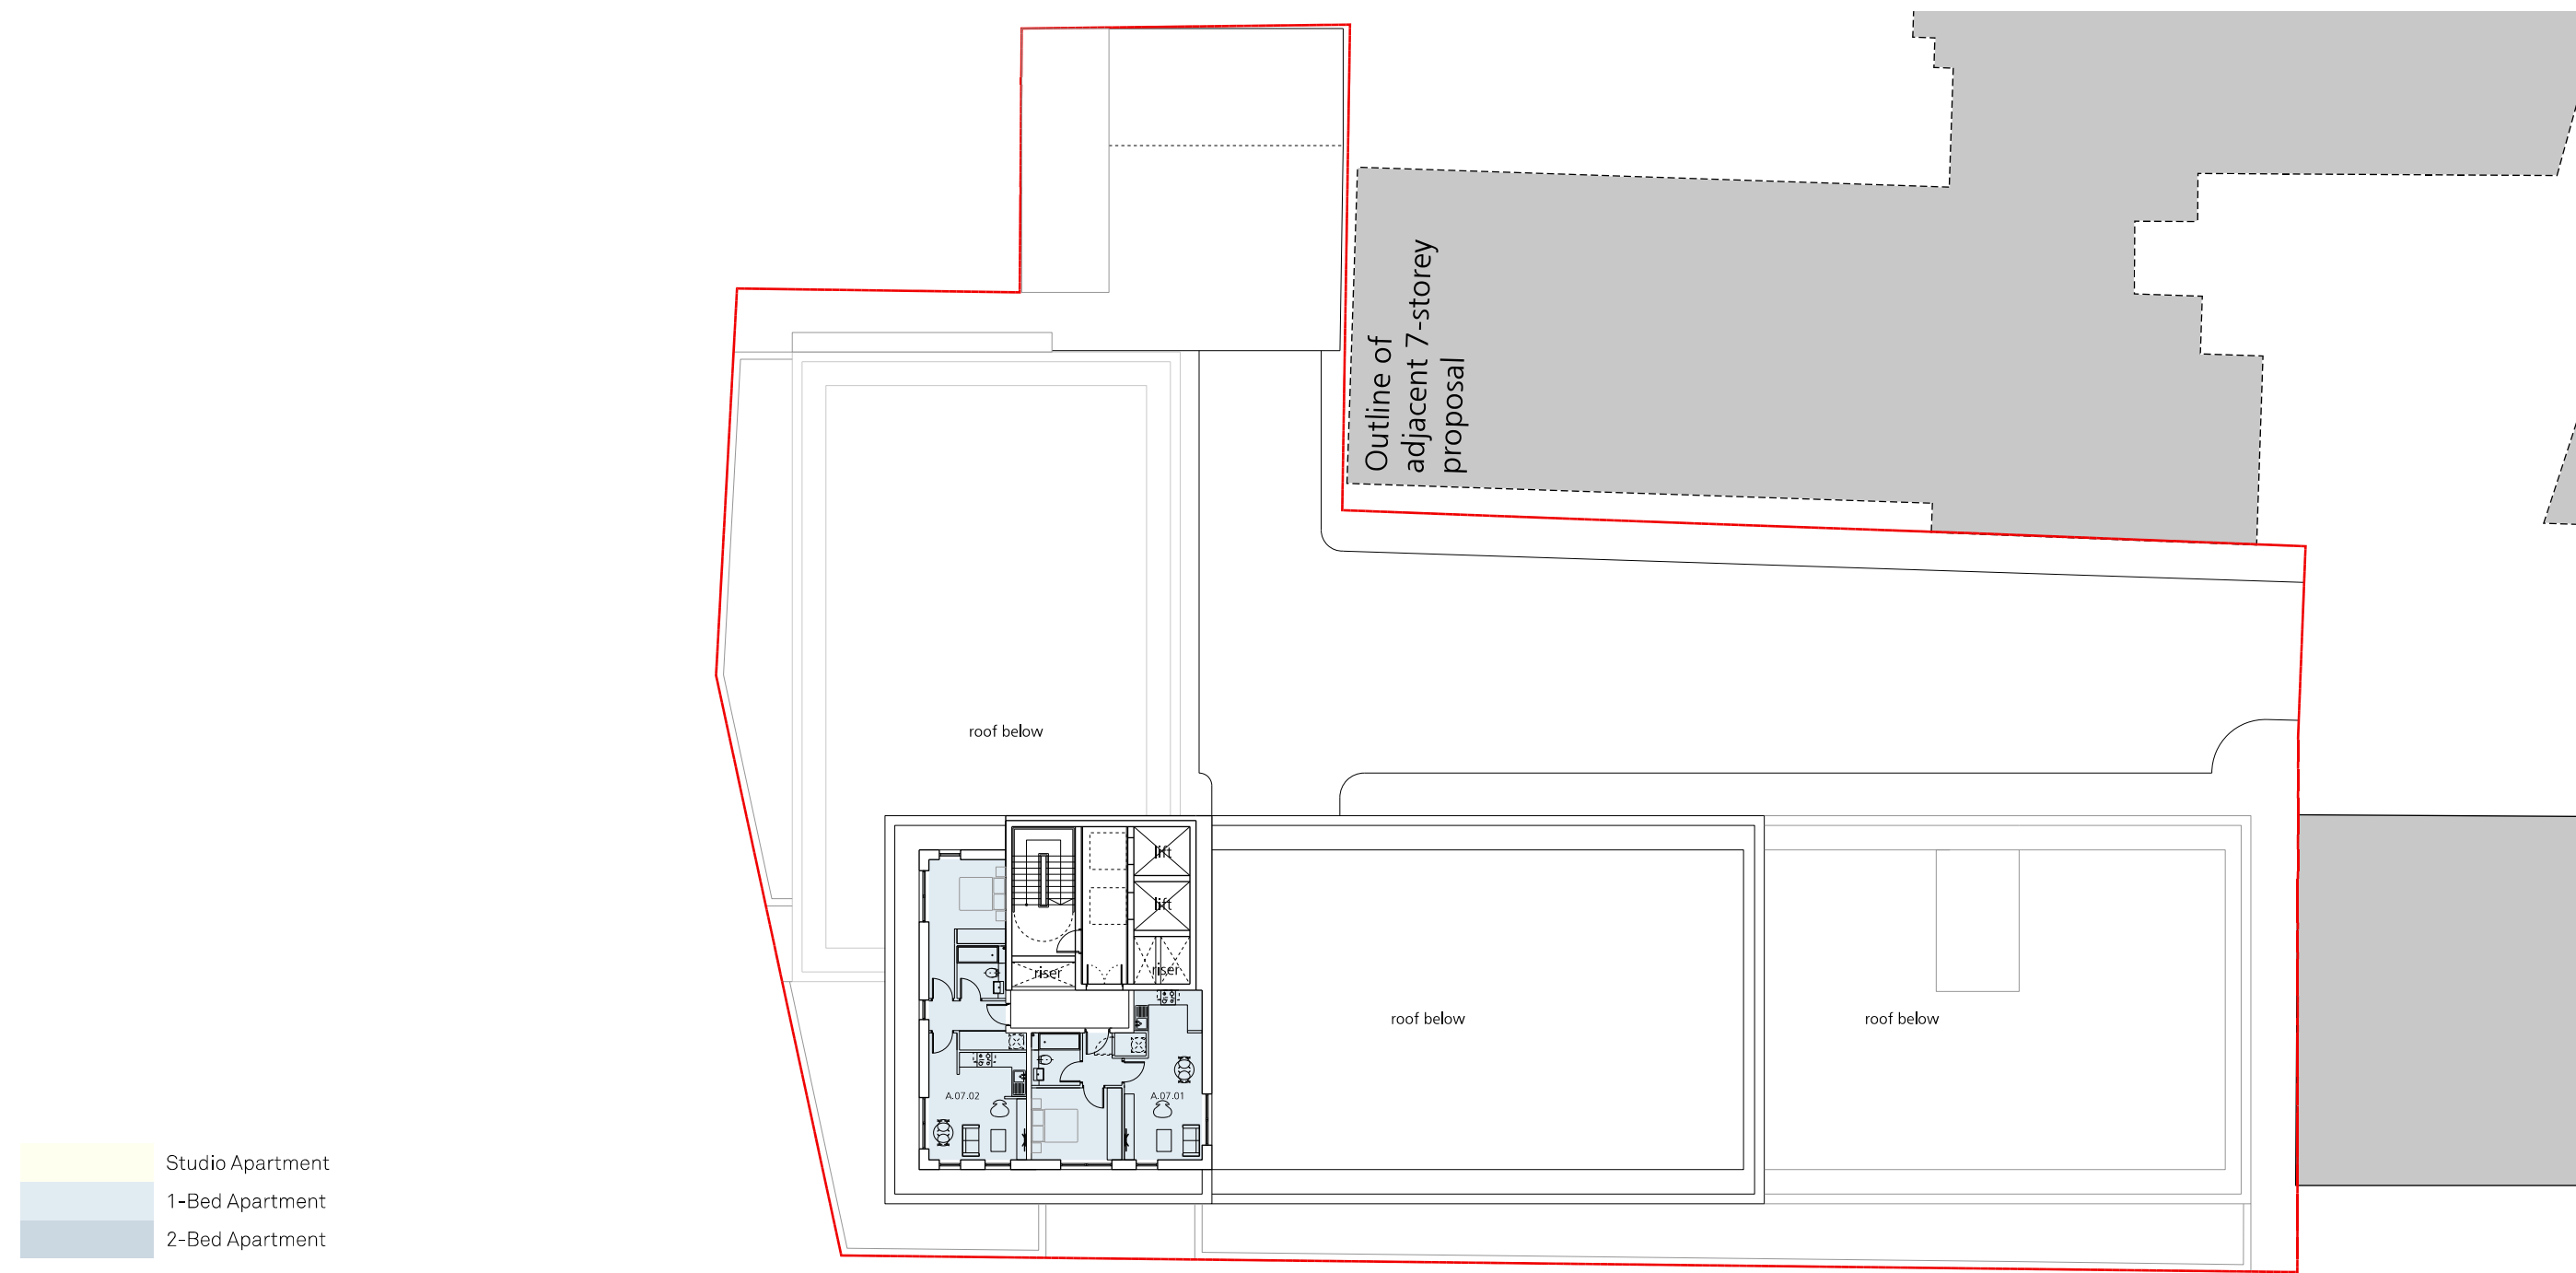 Outline of
adjacent 7-storey
proposal
roof below
lift
lift
riser
riser
roof below
roof below
A.07.02
A.07.01
Studio Apartment
1-Bed Apartment
2-Bed Apartment